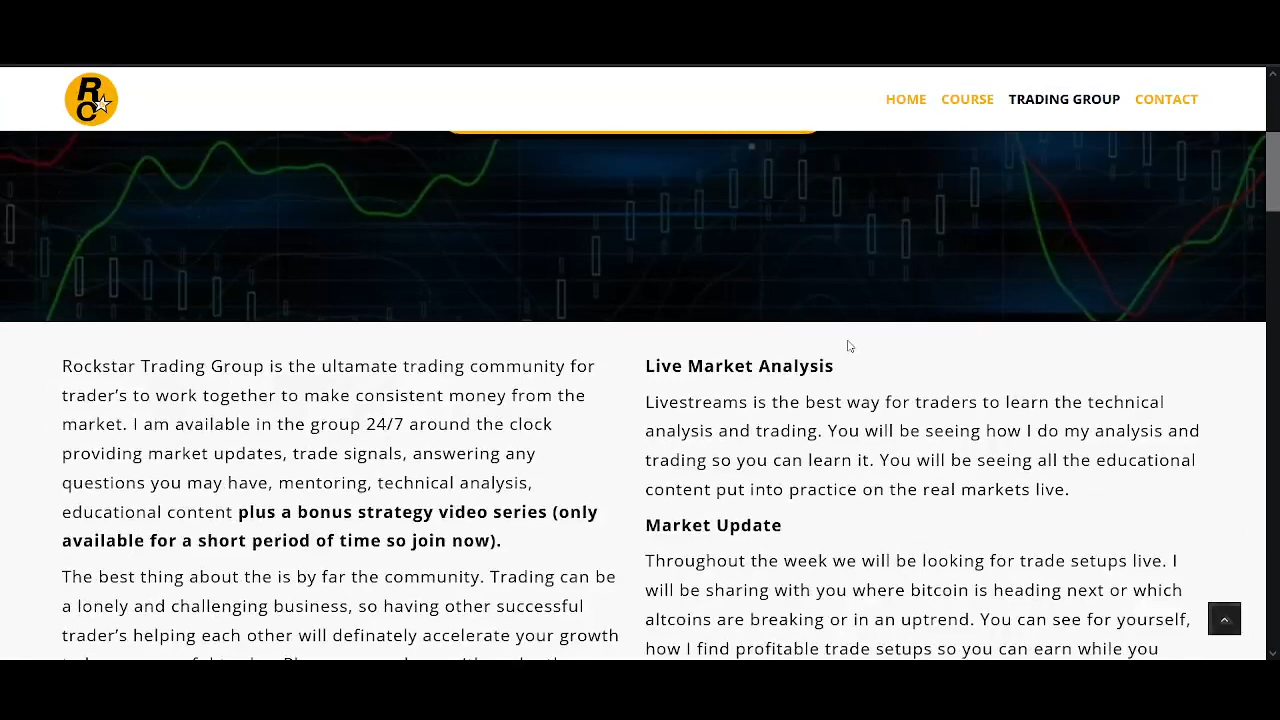 R
C
HOME COURSE TRADING GROUP CONTACT
Rockstar Trading Group is the ultamate trading community for
trader's to work together to make consistent money from the
market. I am available in the group 24/7 around the clock
providing market updates, trade signals, answering any
questions you may have, mentoring, technical analysis,
educational content plus a bonus strategy video series (only
available for a short period of time so join now).
The best thing about the is by far the community. Trading can be
a lonely and challenging business, so having other successful
trader's helping each other will definately accelerate your growth
Live Market Analysis
Livestreams is the best way for traders to learn the technical
analysis and trading. You will be seeing how I do my analysis and
trading so you can learn it. You will be seeing all the educational
content put into practice on the real markets live.
Market Update
Throughout the week we will be looking for trade setups live. I
will be sharing with you where bitcoin is heading next or which
altcoins are breaking or in an uptrend. You can see for yourself,
how I find profitable trade setups so you can earn while you